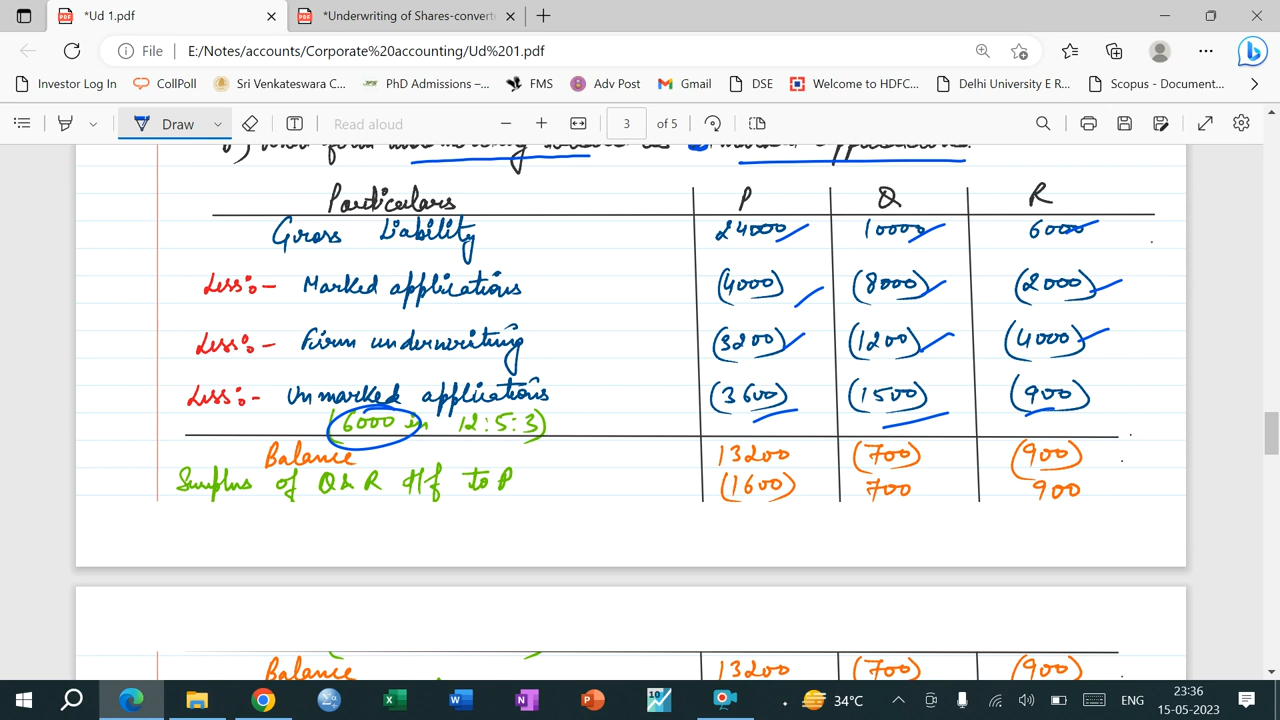 *Ud 1.pdf
*Underwriting of Shares-convert
File E:/Notes/accounts/Corporate%20accounting/Ud%201.pdf
Investor Log In CollPoll Sri Venkateswara C... PhD Admissions –... FMS Adv Post Gmail DSE Welcome to HDFC... Delhi University E R... Scopus - Document...
Draw 3 of 5 Read aloud
Particulars P Q R
Gross Liability 24000 10000 6000
Less:- Marked applications (4000) (8000) (2000)
Less:- Firm underwriting (3200) (1200) (4000)
Less:- Unmarked applications (3600) (1500) (900)
(6000 in 12:5:3)
Balance 13200 (700) (900)
Surplus of Q & R t/f to P (1600) 700 900
Balance 13200 (700) (900)
34°C ENG 23:36
15-05-2023